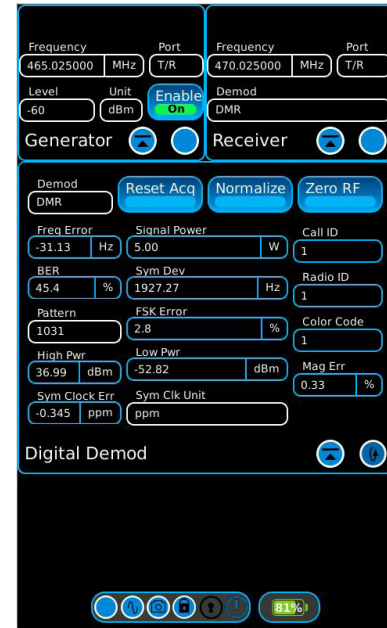 Frequency Port
465.025000 MHz T/R
Level Unit Enable
-60 dBm On
Generator
Frequency Port
470.025000 MHz T/R
Demod
DMR
Receiver
Demod
DMR
Reset Acq Normalize Zero RF
Freq Error Signal Power Call ID
-31.13 Hz 5.00 W 1
BER Sym Dev Radio ID
45.4 % 1927.27 Hz 1
Pattern FSK Error Color Code
1031 2.8 % 1
High Pwr Low Pwr Mag Err
36.99 dBm -52.82 dBm 0.33 %
Sym Clock Err Sym Clk Unit
-0.345 ppm ppm
Digital Demod
81%